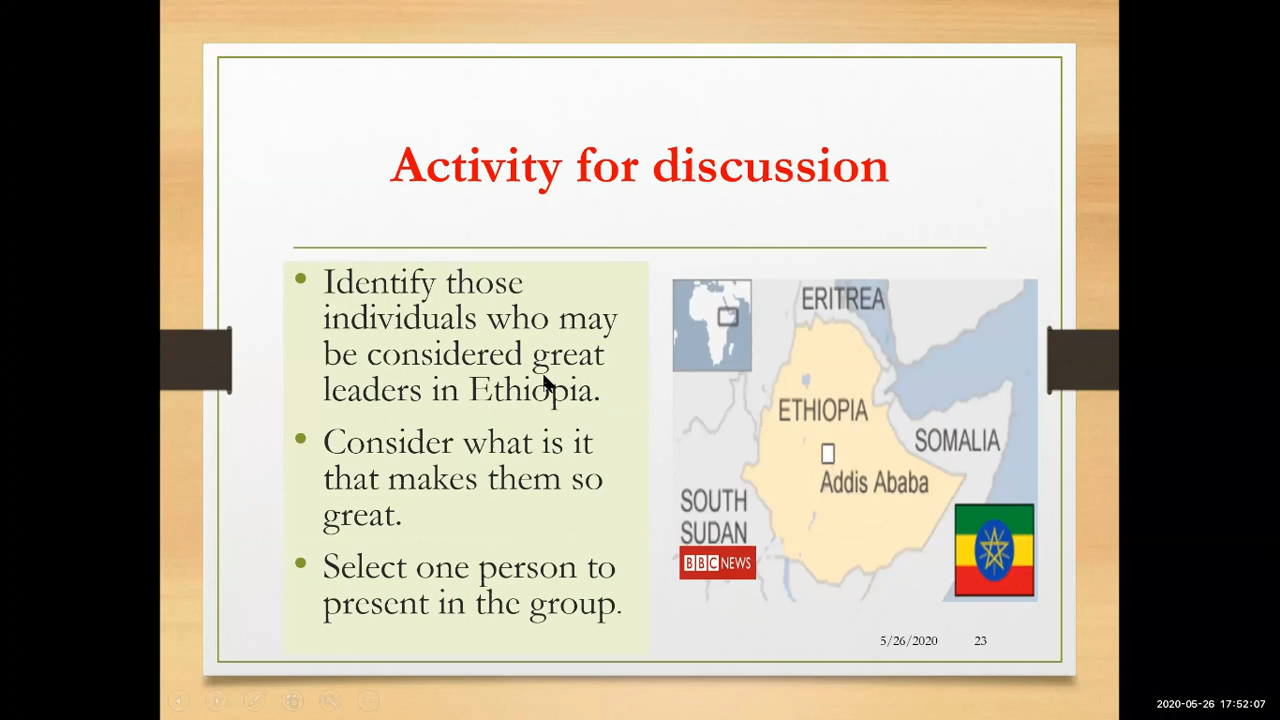 Activity for discussion
• Identify those
individuals who may
be considered great
leaders in Ethiopia.
• Consider what is it
that makes them so
great.
• Select one person to
present in the group.
ERITREA
ETHIOPIA
SOMALIA
Addis Ababa
SOUTH
SUDAN
BBC NEWS
5/26/2020 23
2020-05-26 17:52:07